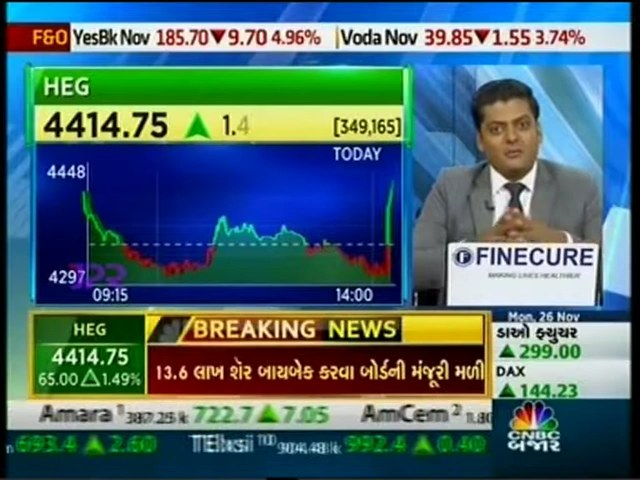 F&O YesBk Nov 185.70▼9.70 4.96% Voda Nov 39.85▼1.55 3.74%
HEG
4414.75 ▲ 1.4 [349,165]
TODAY
4448
4297
09:15 14:00
FINECURE
MAKING LIVES HEALTHIER
Mon, 26 Nov
HEG
4414.75
65.00△1.49%
BREAKING NEWS
13.6 લાખ શૅર બાયબેક કરવા બોર્ડની મંજૂરી મળી
ડાઓ ફ્યુચર
▲299.00
DAX
▲144.23
Amara 722.7▲7.05 AmCem 1.80
693.4▲2.60 992.4▲0.40
CNBC
બજાર